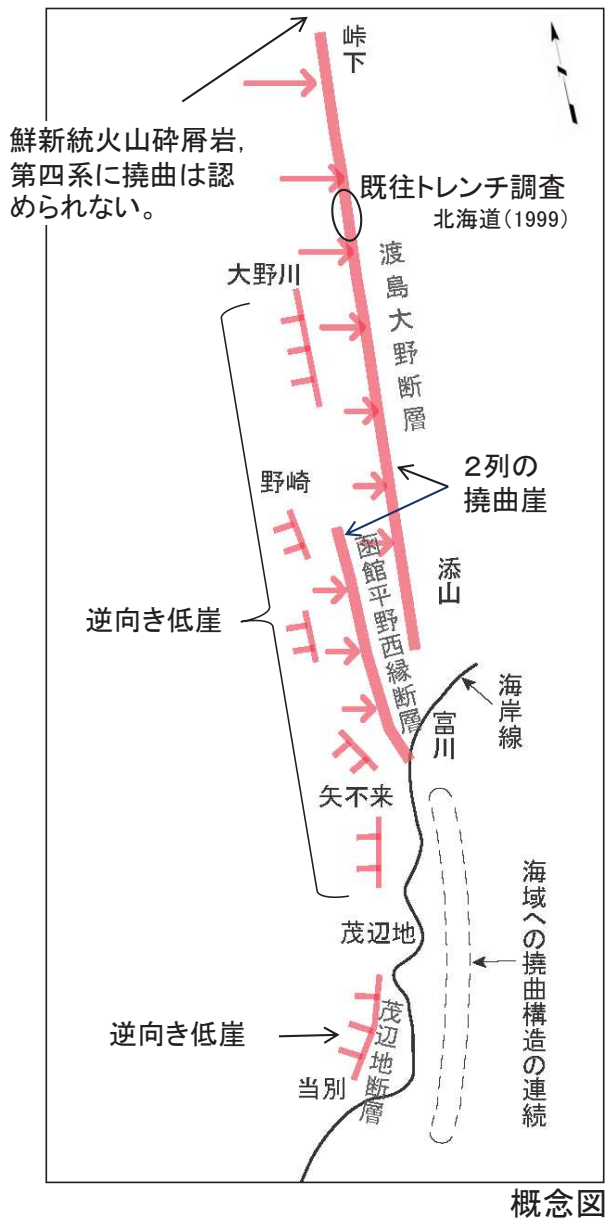 峠下
鮮新統火山砕屑岩,
第四系に撓曲は認
められない。
既往トレンチ調査
北海道(1999)
渡島大野断層
大野川
2列の
撓曲崖
野崎
函館平野西縁断層
添山
逆向き低崖
海岸線
富川
矢不来
海域への撓曲構造の連続
茂辺地
逆向き低崖
茂辺地断層
当別
概念図